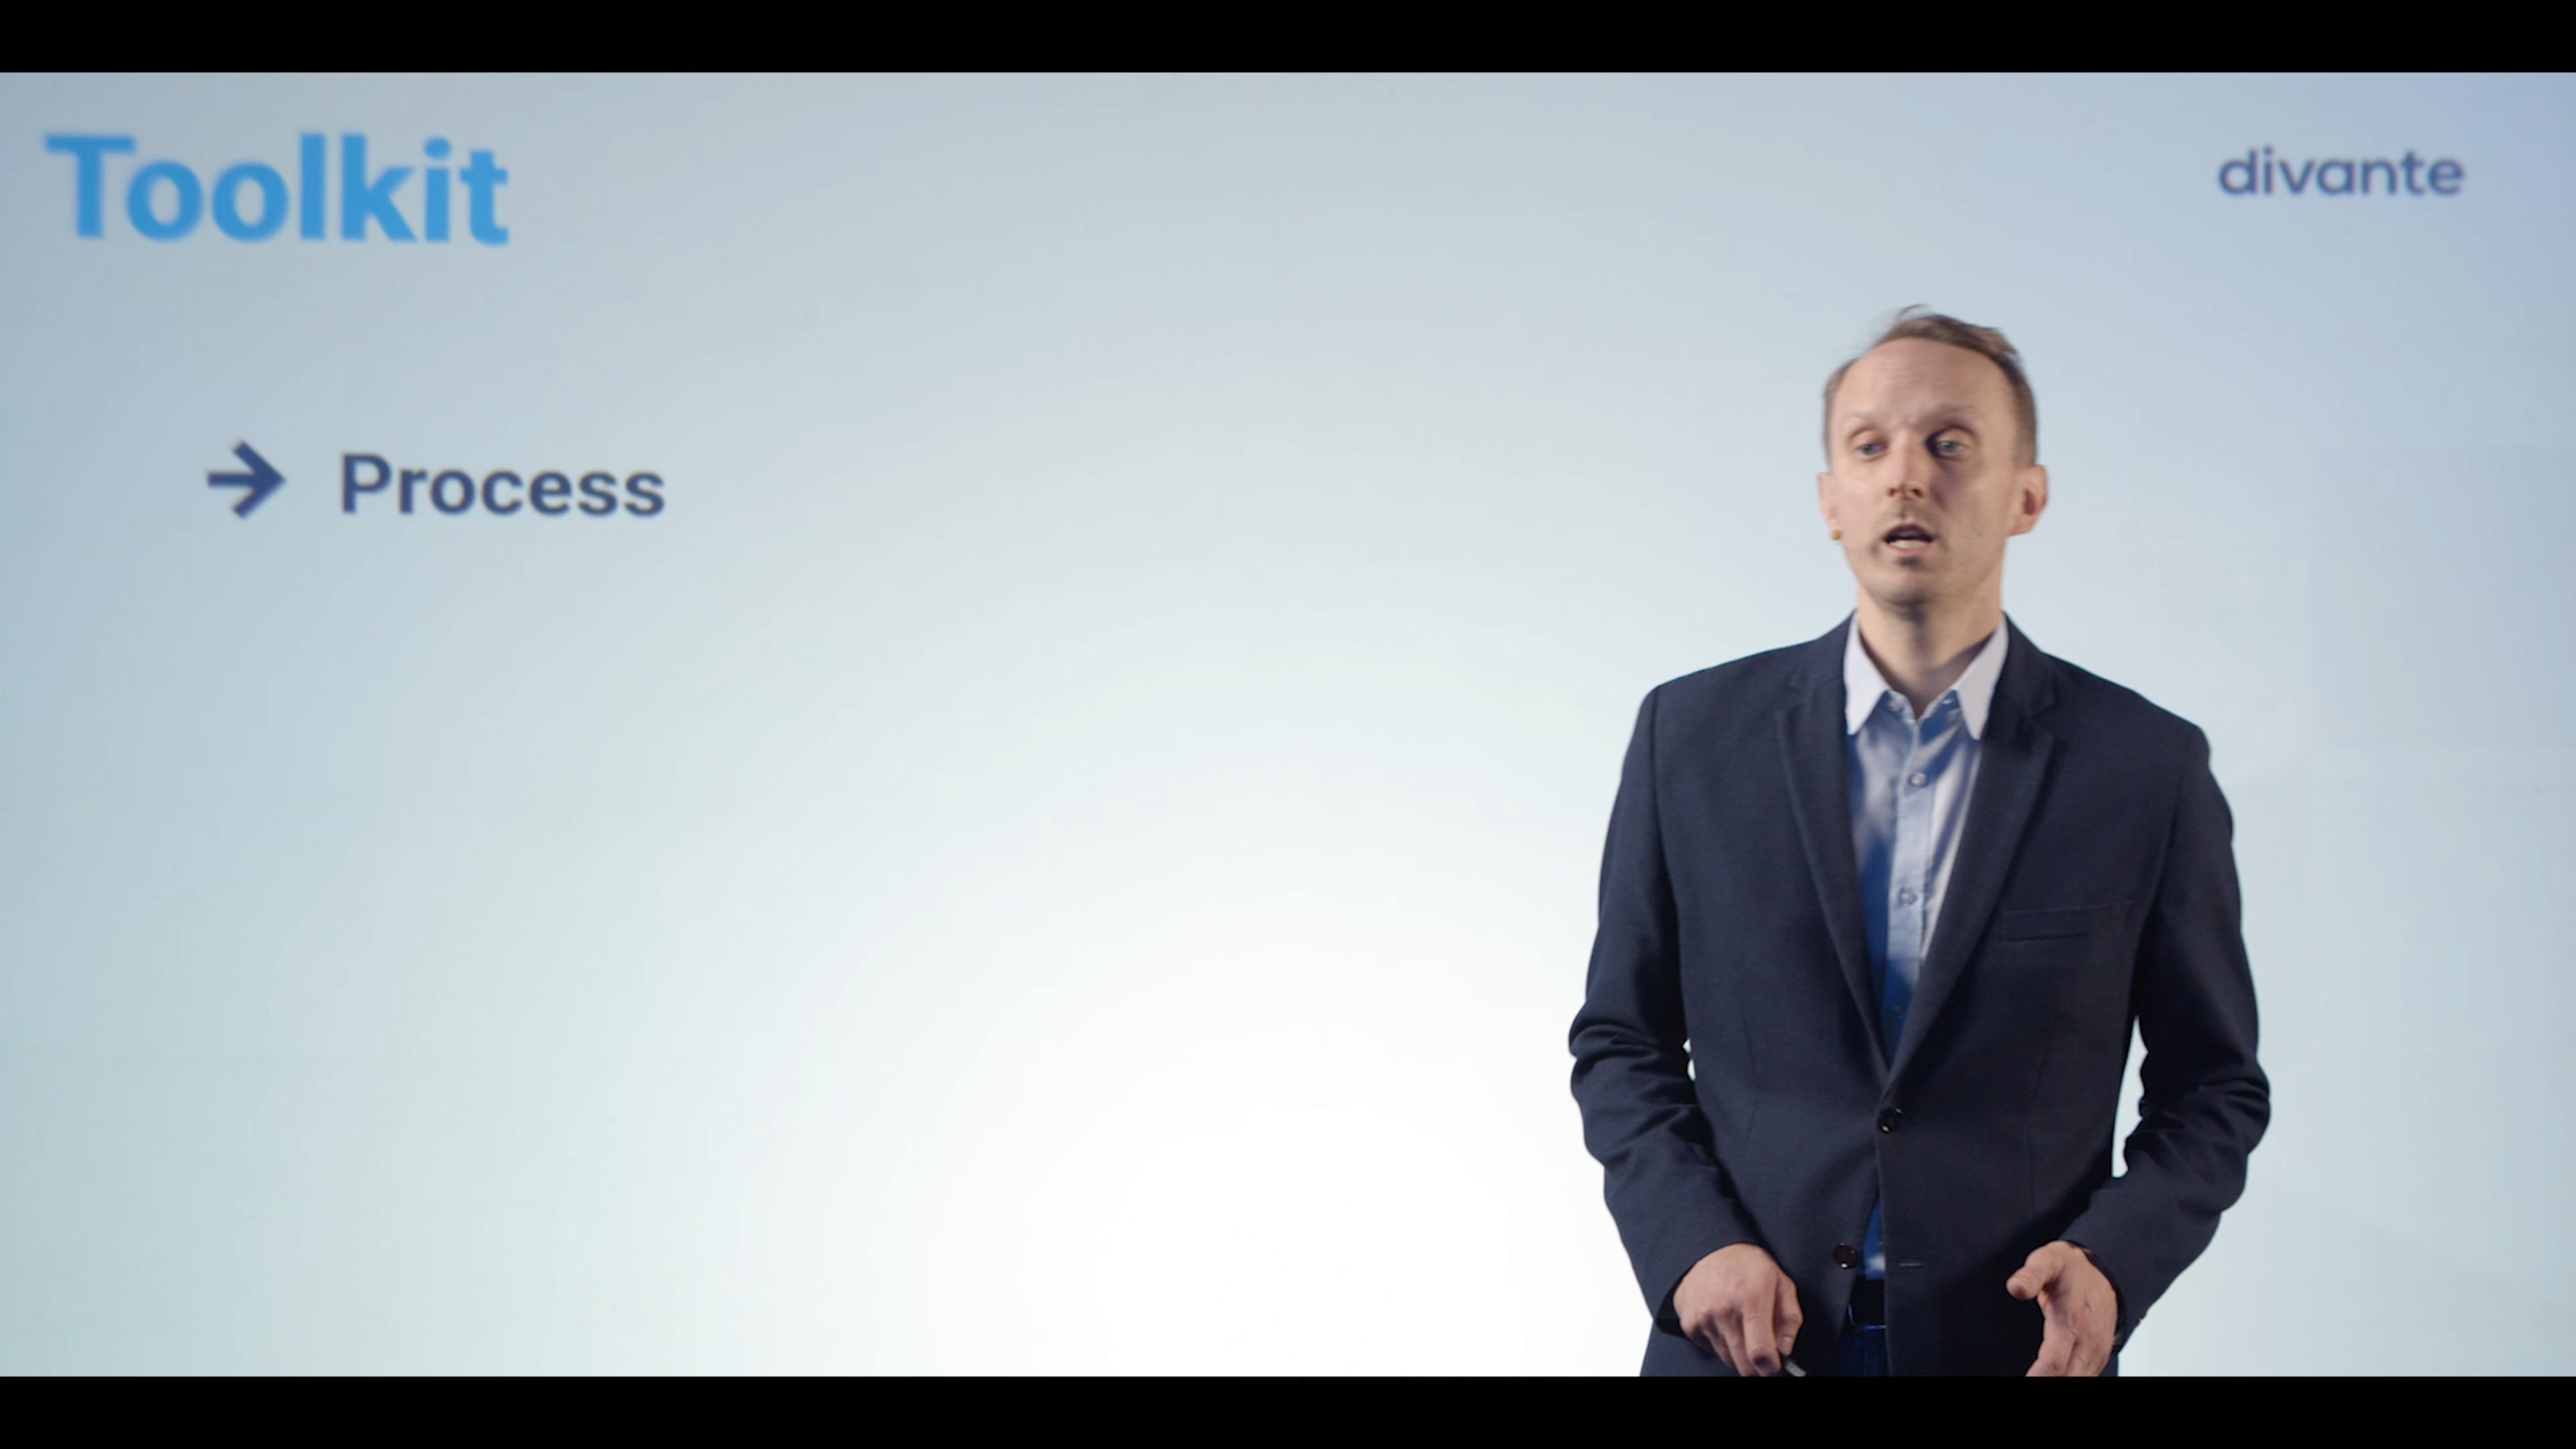 Toolkit
divante
→ Process